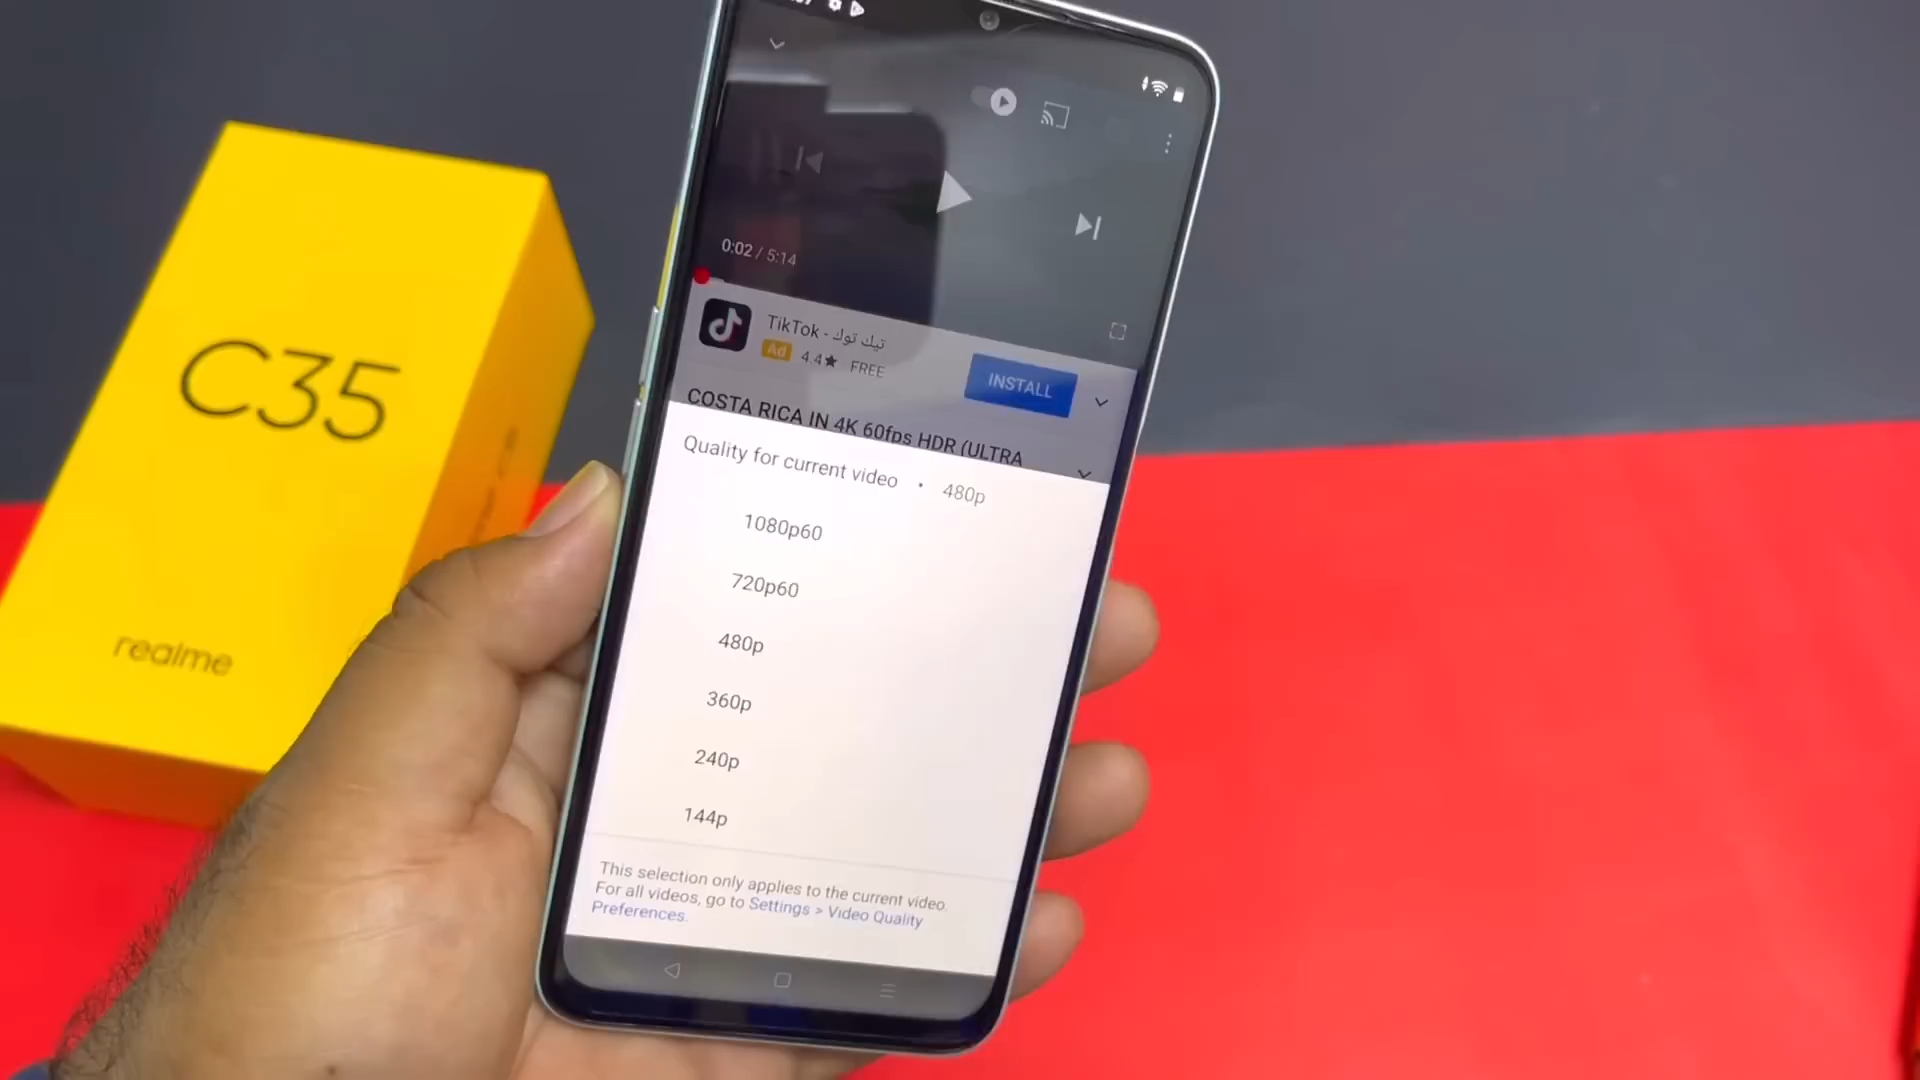 C35
realme
0:02 / 5:14
TikTok - تيك توك
Ad 4.4★ FREE
INSTALL
COSTA RICA IN 4K 60fps HDR (ULTRA
Quality for current video • 480p
1080p60
720p60
480p
360p
240p
144p
This selection only applies to the current video.
For all videos, go to Settings > Video Quality
Preferences.